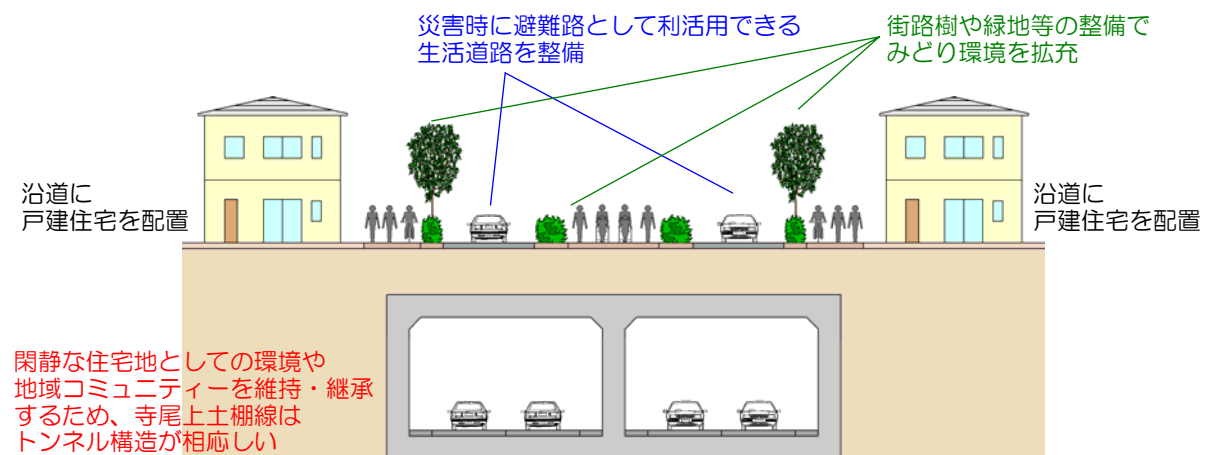 災害時に避難路として利活用できる
生活道路を整備
街路樹や緑地等の整備で
みどり環境を拡充
沿道に
戸建住宅を配置
沿道に
戸建住宅を配置
閑静な住宅地としての環境や
地域コミュニティーを維持・継承
するため、寺尾上土棚線は
トンネル構造が相応しい